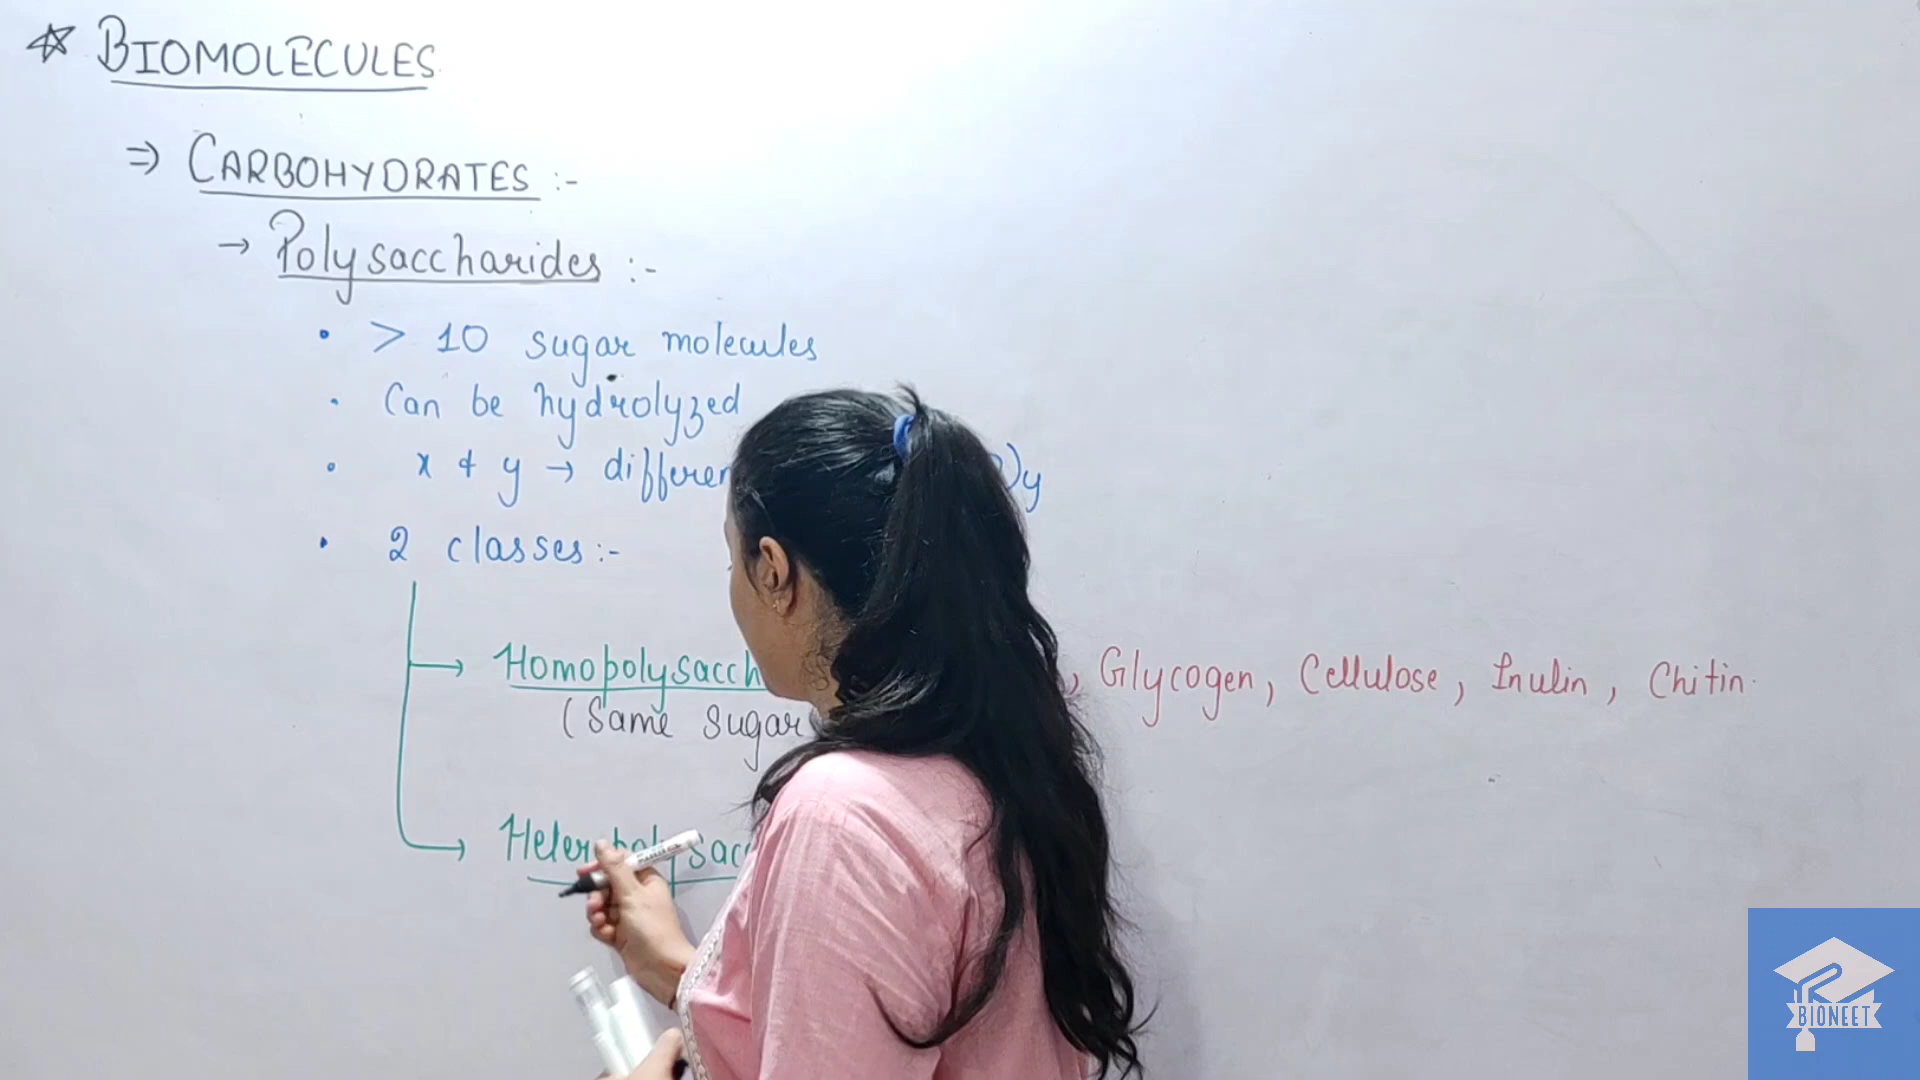 BIOMOLECULES
⇒ CARBOHYDRATES :-
→ Polysaccharides :-
• > 10 sugar molecules
• Can be hydrolyzed
• x & y → differen )y
• 2 classes :-
→ Homopolysacch , Glycogen, Cellulose, Inulin, Chitin
(Same sugar
→ Heteropolysacc
BIONEET